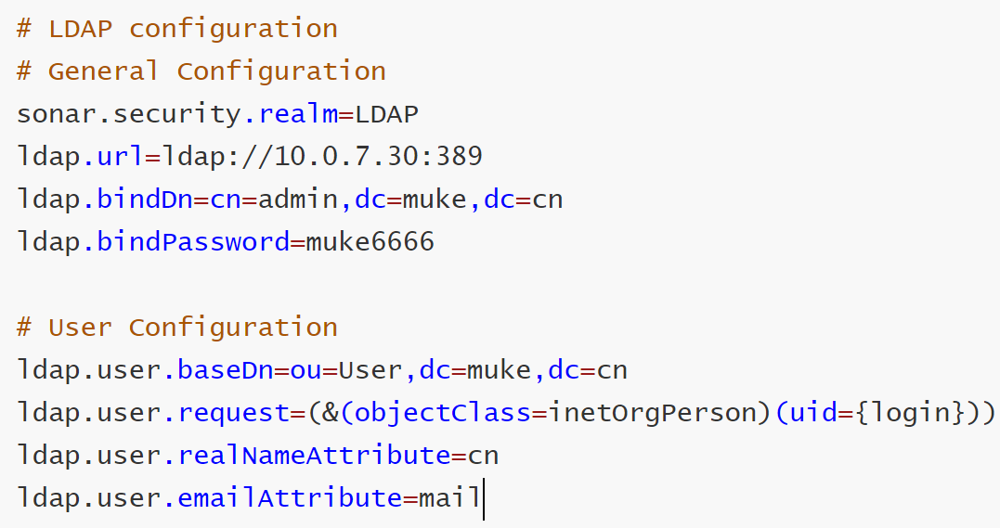 # LDAP configuration
# General Configuration
sonar.security.realm=LDAP
ldap.url=ldap://10.0.7.30:389
ldap.bindDn=cn=admin,dc=muke,dc=cn
ldap.bindPassword=muke6666
# User Configuration
ldap.user.baseDn=ou=User,dc=muke,dc=cn
ldap.user.request=(&(objectClass=inetOrgPerson)(uid={login}))
ldap.user.realNameAttribute=cn
ldap.user.emailAttribute=mail